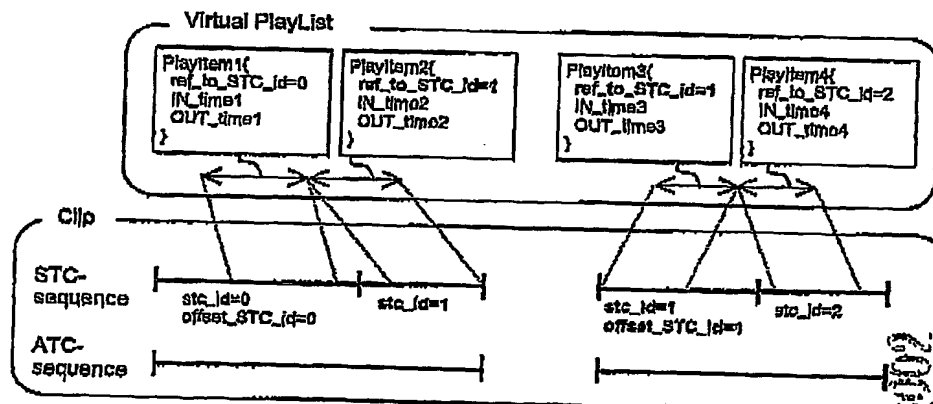 Virtual PlayList
PlayItem1{
ref_to_STC_id=0
IN_time1
OUT_time1
}
PlayItem2{
ref_to_STC_id=1
IN_time2
OUT_time2
}
PlayItem3{
ref_to_STC_id=1
IN_time3
OUT_time3
}
PlayItem4{
ref_to_STC_id=2
IN_time4
OUT_time4
}
Clip
STC-
sequence
stc_id=0
offset_STC_id=0
stc_id=1
stc_id=1
offset_STC_id=1
stc_id=2
ATC-
sequence